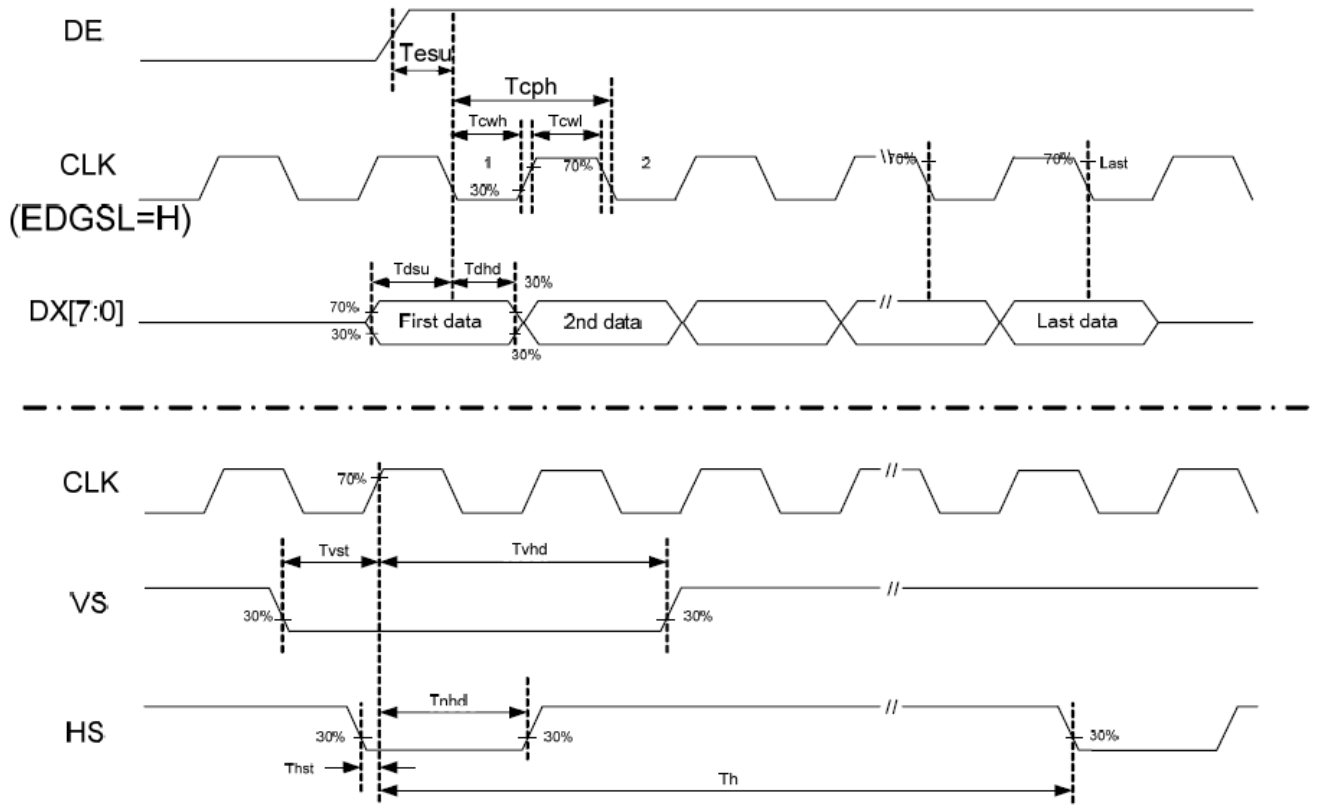 DE
Tesu
Tcph
Tcwh
Tcwl
CLK
1
70%
2
\\
70%
70%
Last
30%
(EDGSL=H)
Tdsu
Tdhd
30%
DX[7:0]
70%
First data
2nd data
//
Last data
30%
30%
CLK
70%
//
Tvst
Tvhd
VS
30%
30%
//
HS
30%
30%
//
30%
Thst
Th